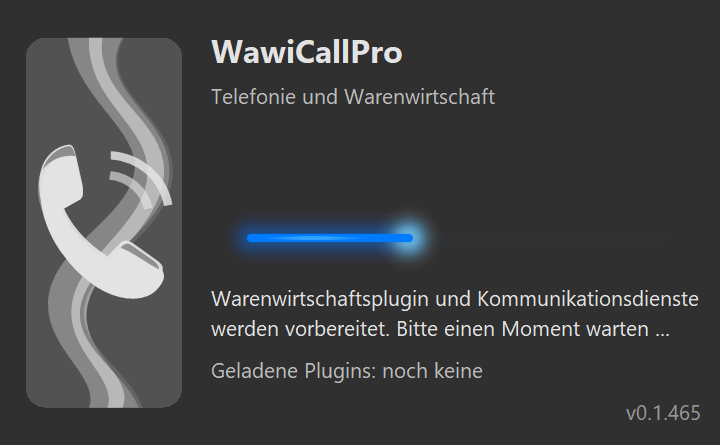 WawiCallPro
Telefonie und Warenwirtschaft
Warenwirtschaftsplugin und Kommunikationsdienste
werden vorbereitet. Bitte einen Moment warten ...
Geladene Plugins: noch keine
v0.1.465